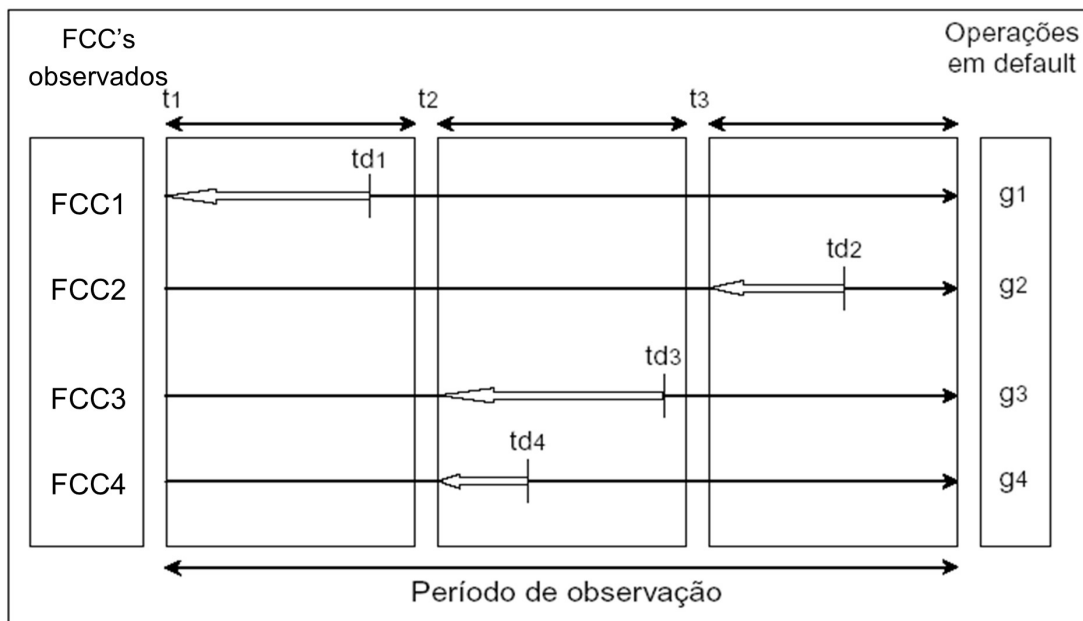 FCC's
observados
Operações
em default
t1
t2
t3
td1
FCC1
g1
td2
FCC2
g2
td3
FCC3
g3
td4
FCC4
g4
Período de observação